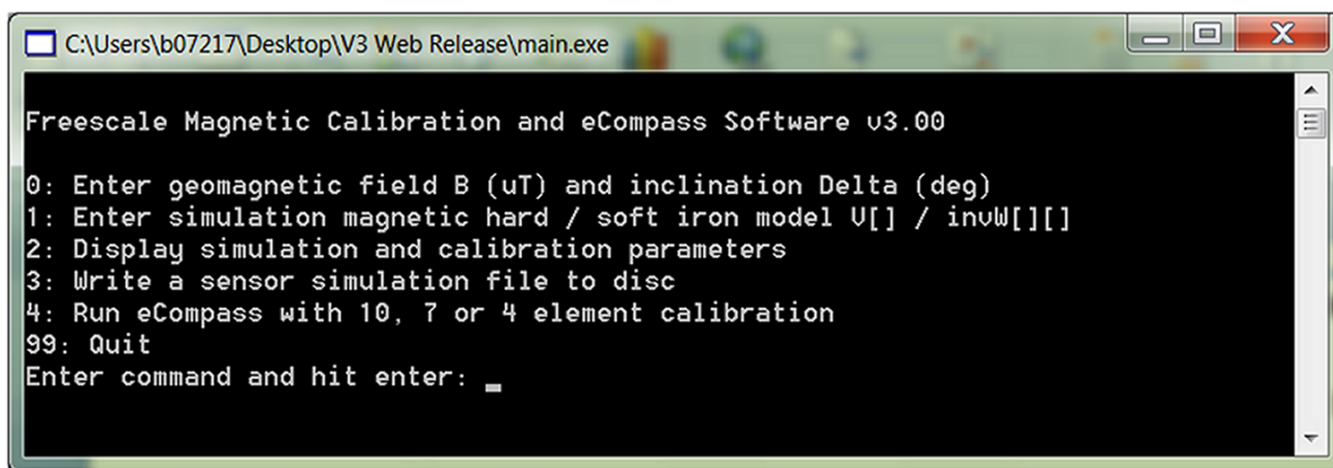 C:\Users\b07217\Desktop\V3 Web Release\main.exe
Freescale Magnetic Calibration and eCompass Software v3.00
0: Enter geomagnetic field B (uT) and inclination Delta (deg)
1: Enter simulation magnetic hard / soft iron model V[] / invW[][]
2: Display simulation and calibration parameters
3: Write a sensor simulation file to disc
4: Run eCompass with 10, 7 or 4 element calibration
99: Quit
Enter command and hit enter: _